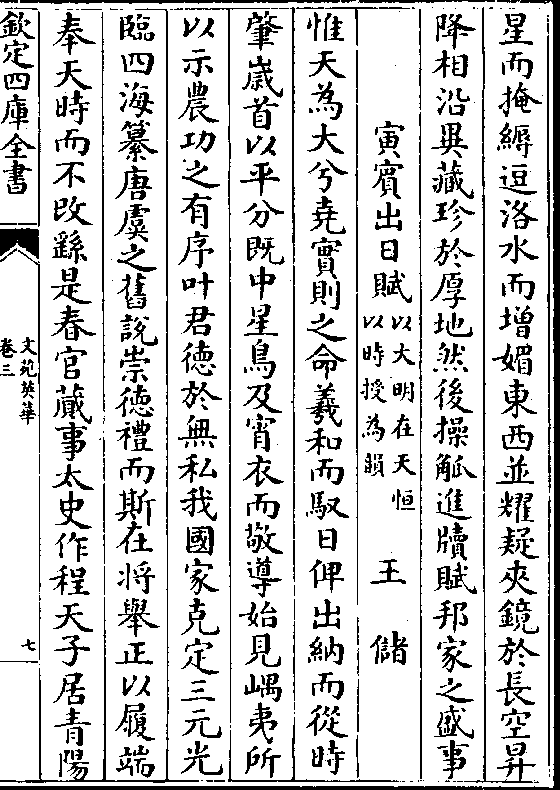 星而掩縟逗洛水而增媚東西並耀疑夾鏡於長空昇
降相沿異藏珍於厚地然後操觚進牘賦邦家之盛事
寅賓出日賦以大明在天恒以時授為韻 王儲
惟天為大兮堯實則之命羲和而馭日俾出納而從時
肇嵗首以平分既中星鳥及宵衣而敬導始見嵎夷所
以示農功之有序叶君德於無私我國家克定三元光
臨四海纂唐虞之舊說崇德禮而斯在將舉正以履端
奉天時而不改繇是春官蕆事太史作程天子居青陽
欽定四庫全書
文苑英華
卷三
七